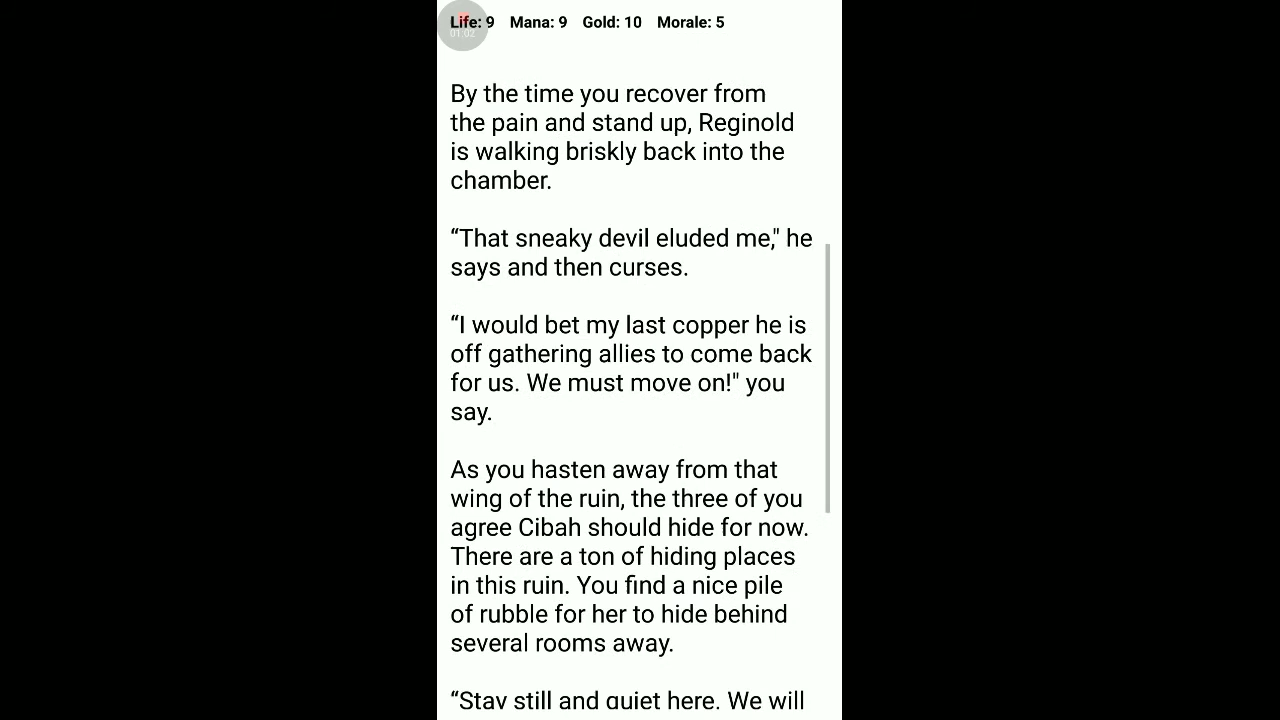 Life: 9 Mana: 9 Gold: 10 Morale: 5
01:02
By the time you recover from
the pain and stand up, Reginold
is walking briskly back into the
chamber.
“That sneaky devil eluded me," he
says and then curses.
“I would bet my last copper he is
off gathering allies to come back
for us. We must move on!" you
say.
As you hasten away from that
wing of the ruin, the three of you
agree Cibah should hide for now.
There are a ton of hiding places
in this ruin. You find a nice pile
of rubble for her to hide behind
several rooms away.
“Stay still and quiet here. We will